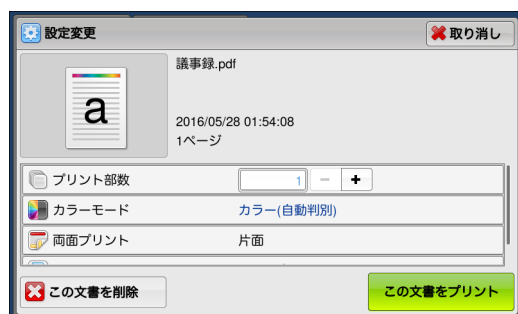 設定変更
取り消し
議事録.pdf
a
2016/05/28 01:54:08
1ページ
プリント部数 1 − +
カラーモード カラー(自動判別)
両面プリント 片面
この文書を削除
この文書をプリント